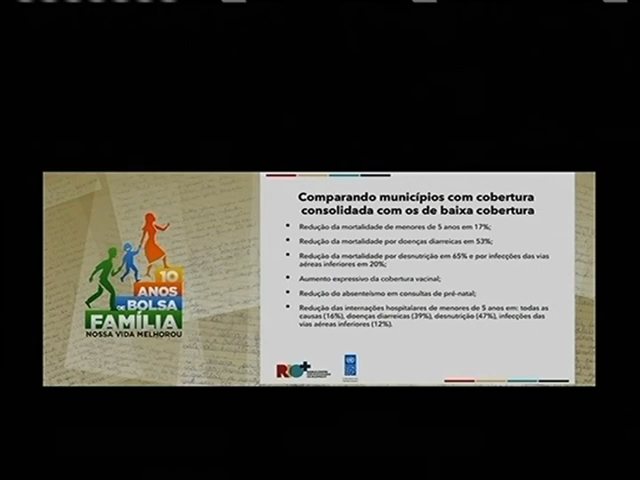 10
ANOS
DE BOLSA
FAMÍLIA
NOSSA VIDA MELHOROU
Comparando municípios com cobertura
consolidada com os de baixa cobertura
Redução da mortalidade de menores de 5 anos em 17%;
Redução da mortalidade por doenças diarreicas em 53%;
Redução da mortalidade por desnutrição em 65% e por infecções das vias
aéreas inferiores em 20%;
Aumento expressivo da cobertura vacinal;
Redução do absenteísmo em consultas de pré-natal;
Redução das internações hospitalares de menores de 5 anos em: todas as
causas (16%), doenças diarreicas (39%), desnutrição (47%), infecções das
vias aéreas inferiores (12%).
RIO+